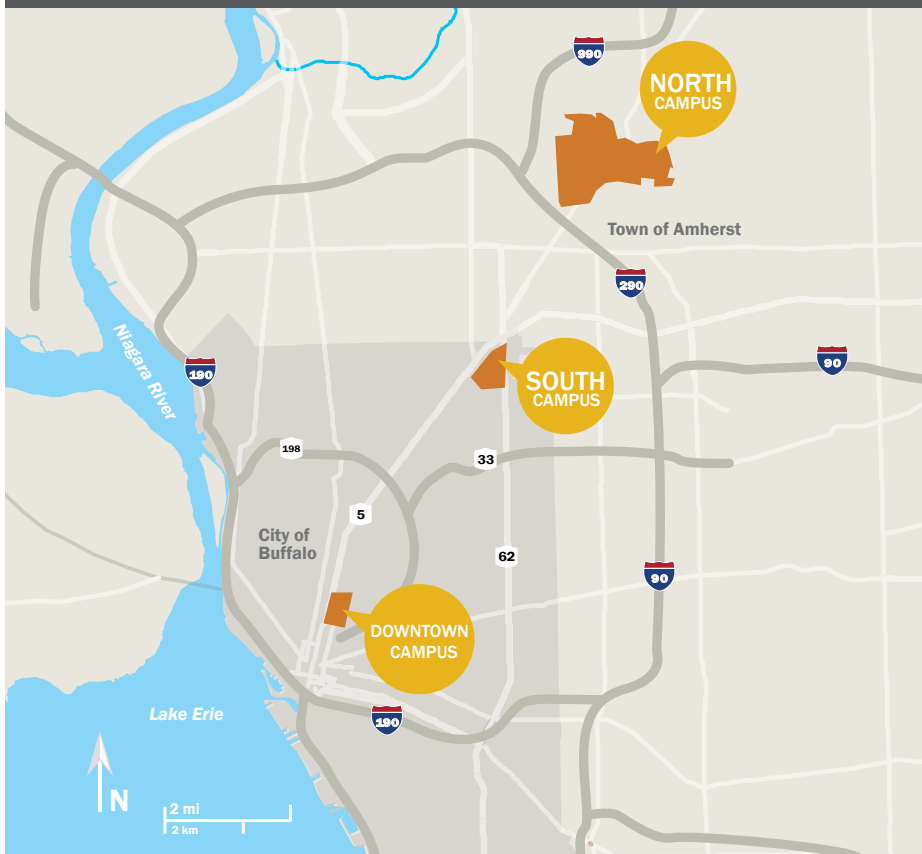 990
NORTH
CAMPUS
Town of Amherst
290
Niagara River
190
90
SOUTH
CAMPUS
198
33
5
City of
Buffalo
62
90
DOWNTOWN
CAMPUS
Lake Erie
190
N
2 mi
2 km